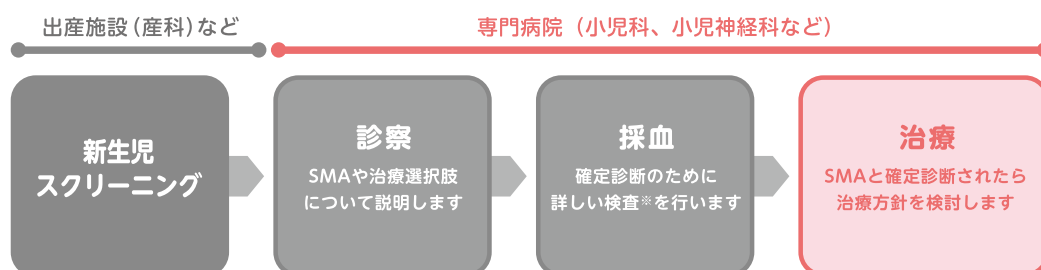 出産施設(産科)など
専門病院（小児科、小児神経科など）
新生児
スクリーニング
診察
SMAや治療選択肢
について説明します
採血
確定診断のために
詳しい検査※を行います
治療
SMAと確定診断されたら
治療方針を検討します